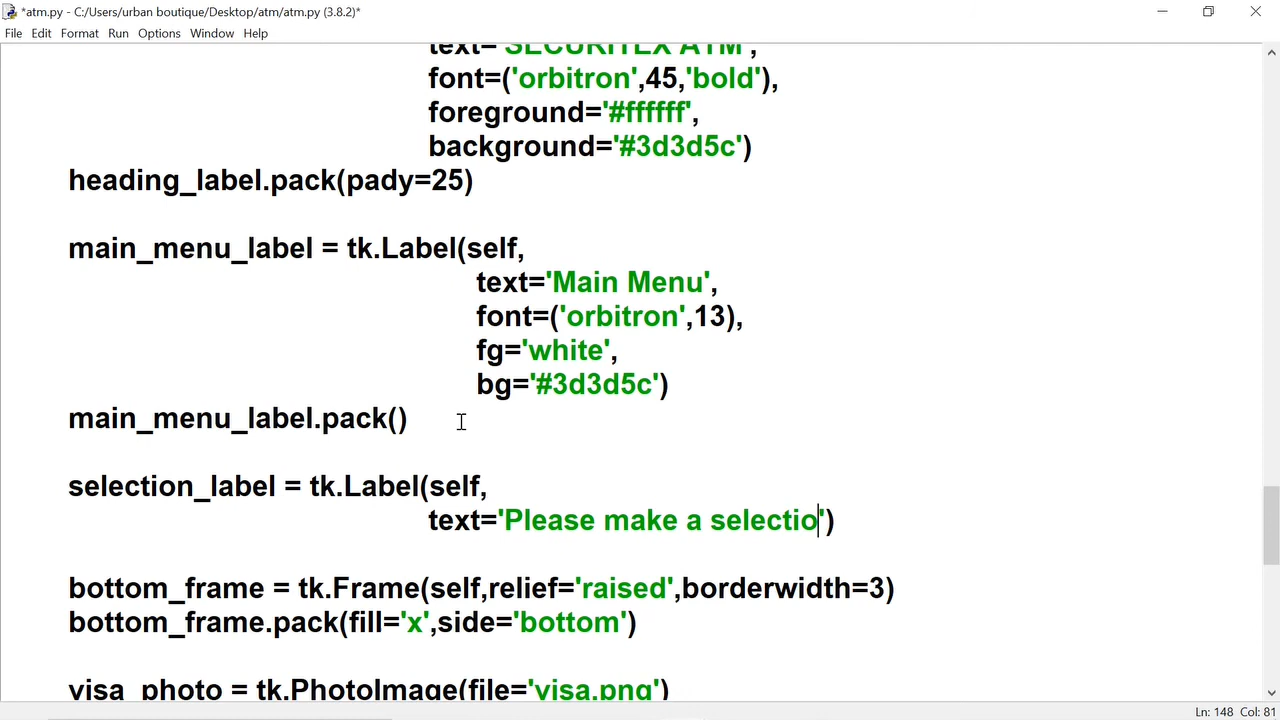 *atm.py - C:/Users/urban boutique/Desktop/atm/atm.py (3.8.2)*
File Edit Format Run Options Window Help
text='SECURITEX ATM',
font=('orbitron',45,'bold'),
foreground='#ffffff',
background='#3d3d5c')
heading_label.pack(pady=25)
main_menu_label = tk.Label(self,
text='Main Menu',
font=('orbitron',13),
fg='white',
bg='#3d3d5c')
main_menu_label.pack()
selection_label = tk.Label(self,
text='Please make a selectio')
bottom_frame = tk.Frame(self,relief='raised',borderwidth=3)
bottom_frame.pack(fill='x',side='bottom')
visa_photo = tk.PhotoImage(file='visa.png')
Ln: 148 Col: 81